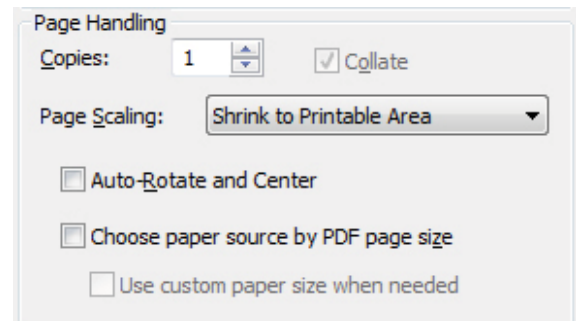 Page Handling
Copies: 1 Collate
Page Scaling: Shrink to Printable Area
Auto-Rotate and Center
Choose paper source by PDF page size
Use custom paper size when needed